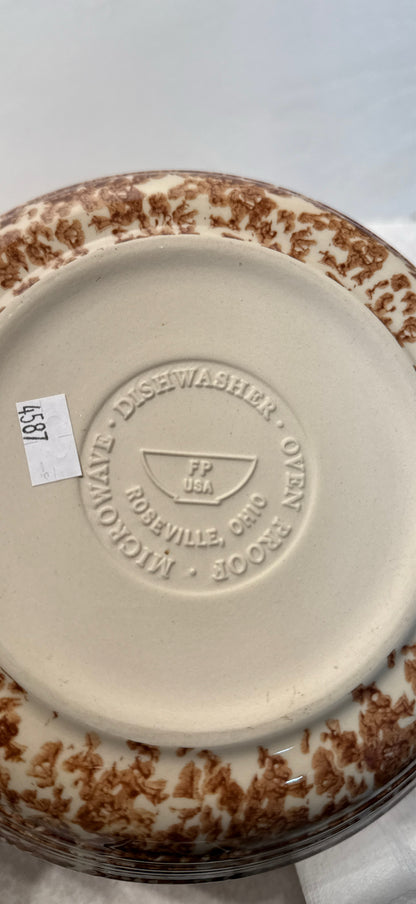 4587
MICROWAVE · DISHWASHER · OVEN PROOF ·
FP
USA
ROSEVILLE, OHIO